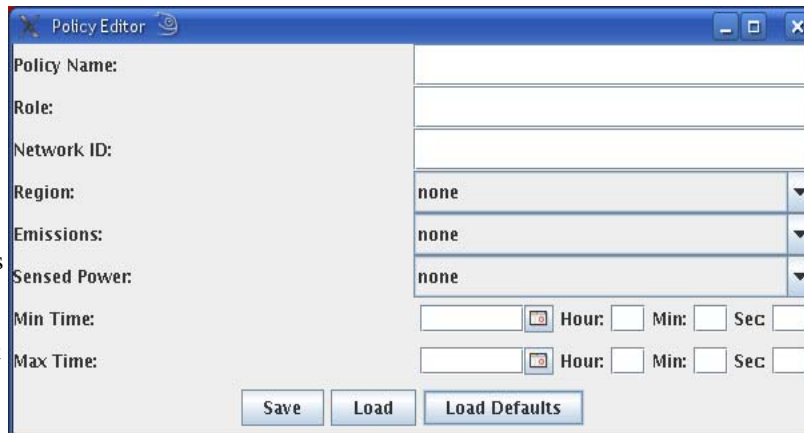 Policy Editor
Policy Name:
Role:
Network ID:
Region: none
Emissions: none
s
Sensed Power: none
Min Time: Hour: Min: Sec:
Max Time: Hour: Min: Sec:
Save Load Load Defaults